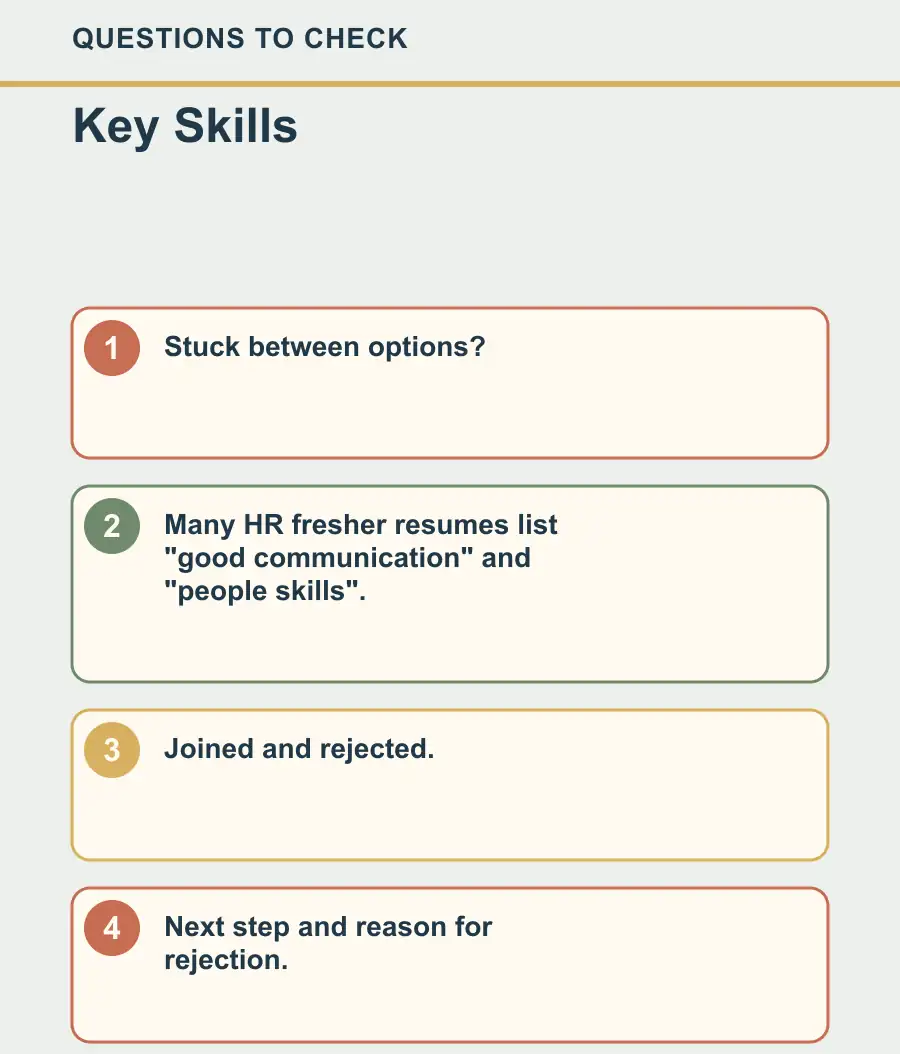 QUESTIONS TO CHECK
Key Skills
1
Stuck between options?
2
Many HR fresher resumes list
"good communication" and
"people skills".
3
Joined and rejected.
4
Next step and reason for
rejection.